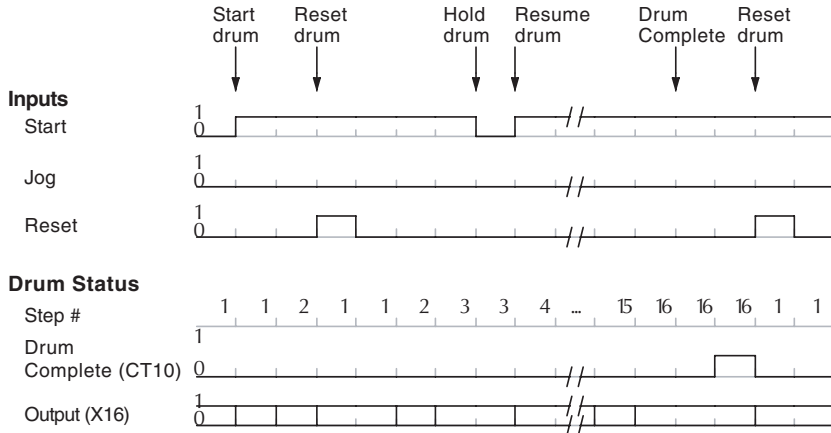 Start drum
Reset drum
Hold drum
Resume drum
Drum Complete
Reset drum
Inputs
Start
1
0
Jog
1
0
Reset
1
0
Drum Status
Step #
1 1 2 1 1 2 3 3 4 ... 15 16 16 16 1 1
Drum
Complete (CT10)
1
0
Output (X16)
1
0